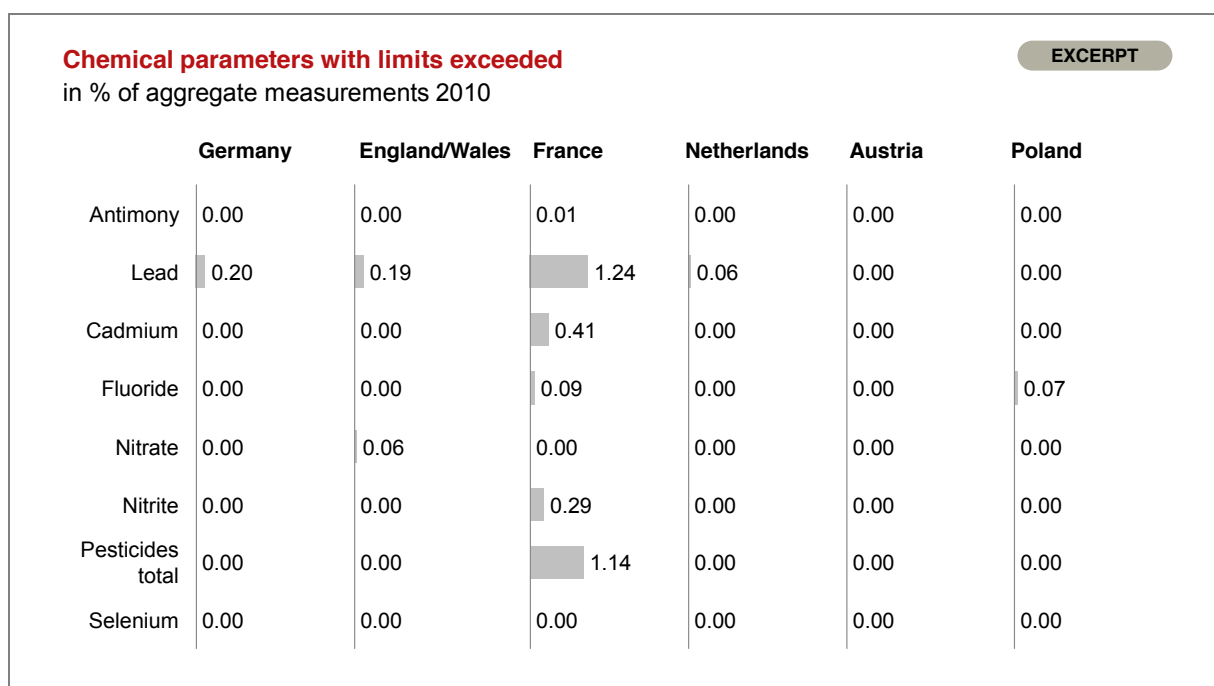 Chemical parameters with limits exceeded
EXCERPT
in % of aggregate measurements 2010
Germany England/Wales France Netherlands Austria Poland
Antimony 0.00 0.00 0.01 0.00 0.00 0.00
Lead 0.20 0.19 1.24 0.06 0.00 0.00
Cadmium 0.00 0.00 0.41 0.00 0.00 0.00
Fluoride 0.00 0.00 0.09 0.00 0.00 0.07
Nitrate 0.00 0.06 0.00 0.00 0.00 0.00
Nitrite 0.00 0.00 0.29 0.00 0.00 0.00
Pesticides
total 0.00 0.00 1.14 0.00 0.00 0.00
Selenium 0.00 0.00 0.00 0.00 0.00 0.00